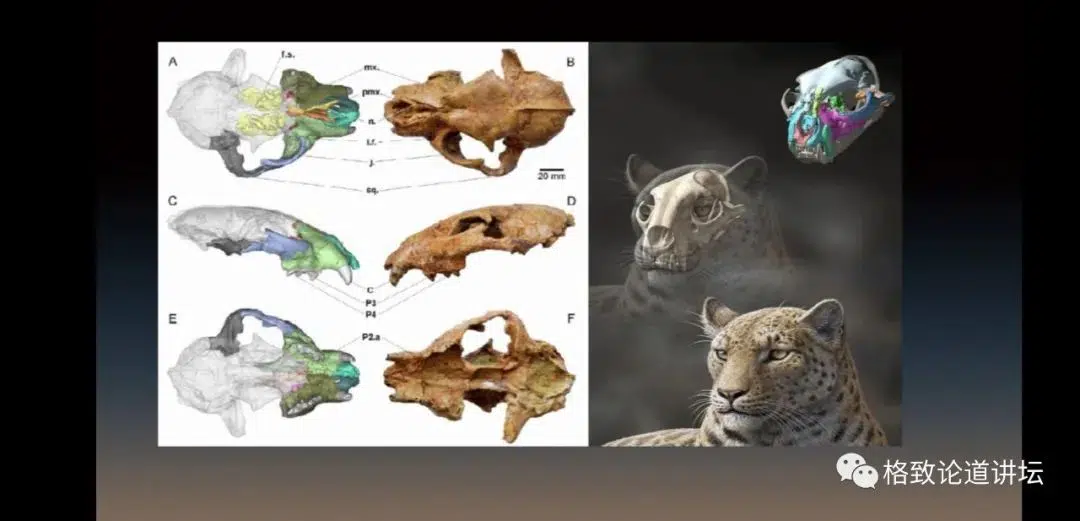 A
f.s.
mx.
pmx.
n.
i.f.
j.
sq.
B
20 mm
C
D
C
P3
P4
E
P2.a
F
格致论道讲坛